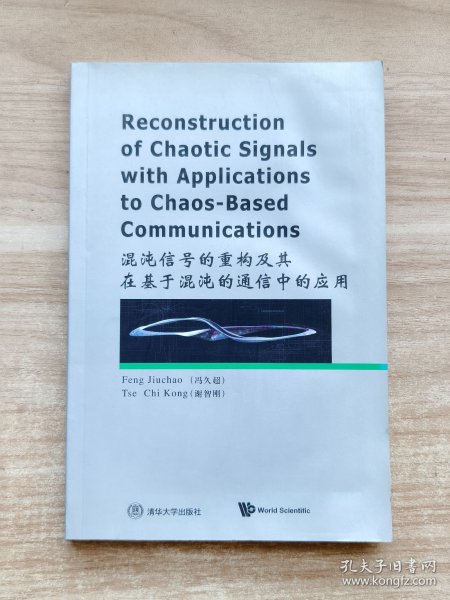 Reconstruction
of Chaotic Signals
with Applications
to Chaos-Based
Communications
混沌信号的重构及其
在基于混沌的通信中的应用
Feng Jiuchao (冯久超)
Tse Chi Kong (谢智刚)
清华大学出版社
World Scientific
孔夫子旧书网
www.kongfz.com